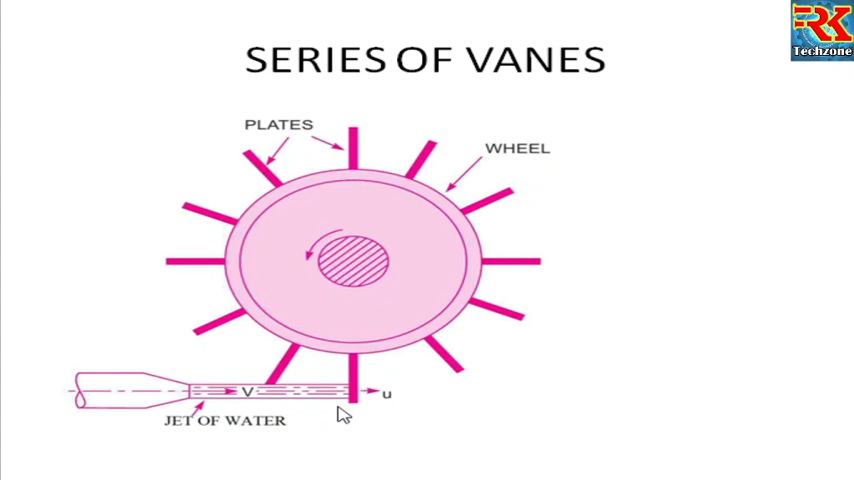 RK
Techzone
SERIES OF VANES
PLATES
WHEEL
V
u
JET OF WATER